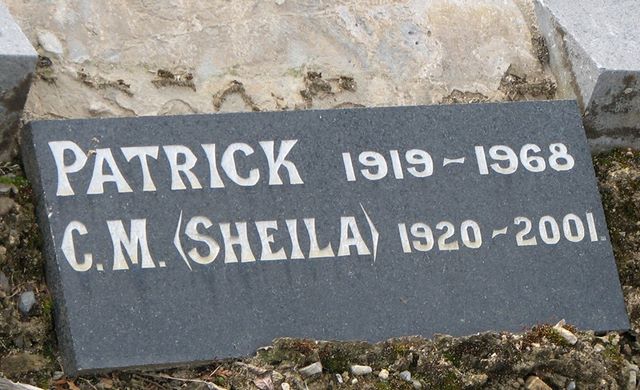 PATRICK 1919~1968
C.M. (SHEILA) 1920-2001.